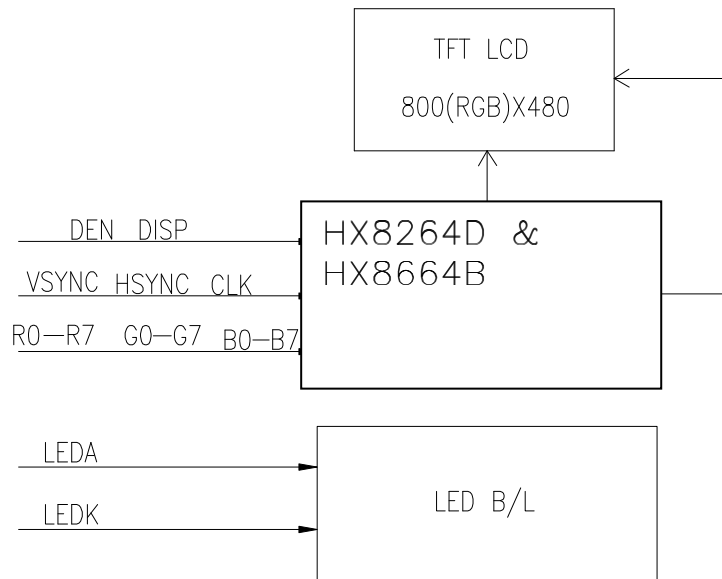 TFT LCD
800(RGB)X480
DEN DISP
HX8264D &
HX8664B
VSYNC HSYNC CLK
R0-R7 G0-G7 B0-B7
LEDA
LEDK
LED B/L